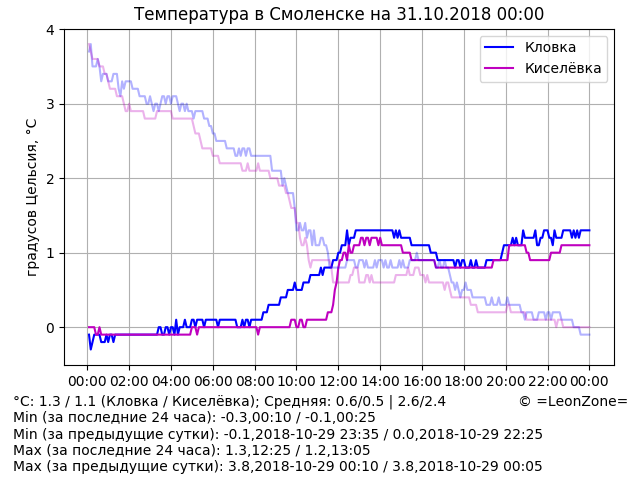 Температура в Смоленске на 31.10.2018 00:00
4
Кловка
Киселёвка
3
2
1
0
градусов Цельсия, °C
00:00 02:00 04:00 06:00 08:00 10:00 12:00 14:00 16:00 18:00 20:00 22:00 00:00
°C: 1.3 / 1.1 (Кловка / Киселёвка); Средняя: 0.6/0.5 | 2.6/2.4 © =LeonZone=
Min (за последние 24 часа): -0.3,00:10 / -0.1,00:25
Min (за предыдущие сутки): -0.1,2018-10-29 23:35 / 0.0,2018-10-29 22:25
Max (за последние 24 часа): 1.3,12:25 / 1.2,13:05
Max (за предыдущие сутки): 3.8,2018-10-29 00:10 / 3.8,2018-10-29 00:05